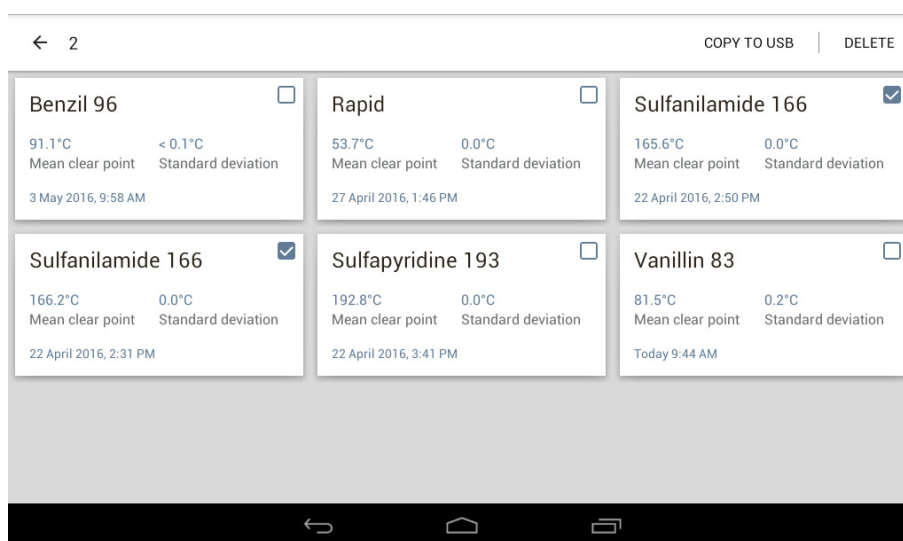 2
COPY TO USB
DELETE
Benzil 96
91.1°C < 0.1°C
Mean clear point Standard deviation
3 May 2016, 9:58 AM
Rapid
53.7°C 0.0°C
Mean clear point Standard deviation
27 April 2016, 1:46 PM
Sulfanilamide 166
165.6°C 0.0°C
Mean clear point Standard deviation
22 April 2016, 2:50 PM
Sulfanilamide 166
166.2°C 0.0°C
Mean clear point Standard deviation
22 April 2016, 2:31 PM
Sulfapyridine 193
192.8°C 0.0°C
Mean clear point Standard deviation
22 April 2016, 3:41 PM
Vanillin 83
81.5°C 0.2°C
Mean clear point Standard deviation
Today 9:44 AM